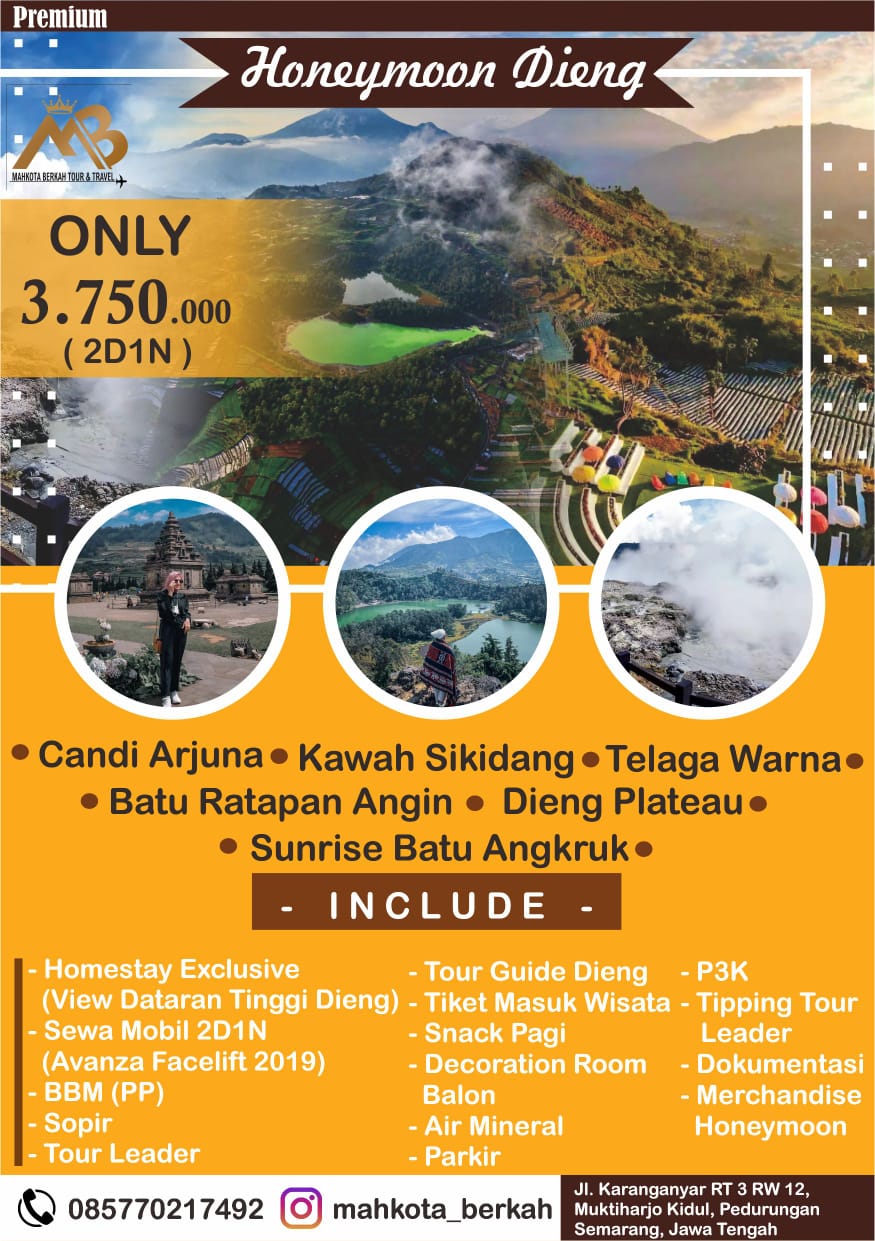 Premium
Honeymoon Dieng
MB
MAHKOTA BERKAH TOUR & TRAVEL
ONLY
3.750.000
( 2D1N )
• Candi Arjuna • Kawah Sikidang • Telaga Warna •
• Batu Ratapan Angin • Dieng Plateau •
• Sunrise Batu Angkruk •
- INCLUDE -
- Homestay Exclusive
(View Dataran Tinggi Dieng)
- Sewa Mobil 2D1N
(Avanza Facelift 2019)
- BBM (PP)
- Sopir
- Tour Leader
- Tour Guide Dieng
- Tiket Masuk Wisata
- Snack Pagi
- Decoration Room
Balon
- Air Mineral
- Parkir
- P3K
- Tipping Tour
Leader
- Dokumentasi
- Merchandise
Honeymoon
085770217492
mahkota_berkah
Jl. Karanganyar RT 3 RW 12,
Muktiharjo Kidul, Pedurungan
Semarang, Jawa Tengah